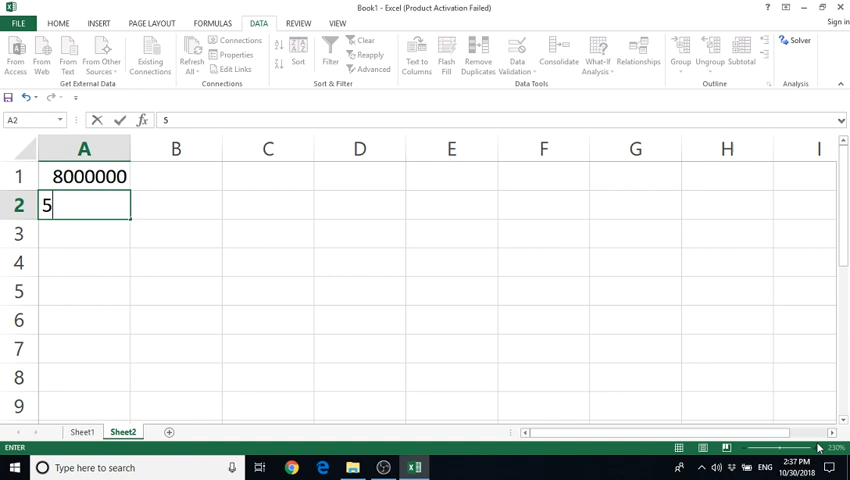 Book1 - Excel (Product Activation Failed)
? 
Sign in
FILE HOME INSERT PAGE LAYOUT FORMULAS DATA REVIEW VIEW
From Access
From Web
From Text
From Other Sources
Existing Connections
Refresh All
Connections
Properties
Edit Links
Sort
Filter
Clear
Reapply
Advanced
Text to Columns
Flash Fill
Remove Duplicates
Data Validation
Consolidate
What-If Analysis
Relationships
Group
Ungroup
Subtotal
Solver
Get External Data Connections Sort & Filter Data Tools Outline Analysis
A2 fx 5
A B C D E F G H I
1 8000000
2 5
3
4
5
6
7
8
9
Sheet1 Sheet2
ENTER 230%
Type here to search
ENG
2:37 PM
10/30/2018